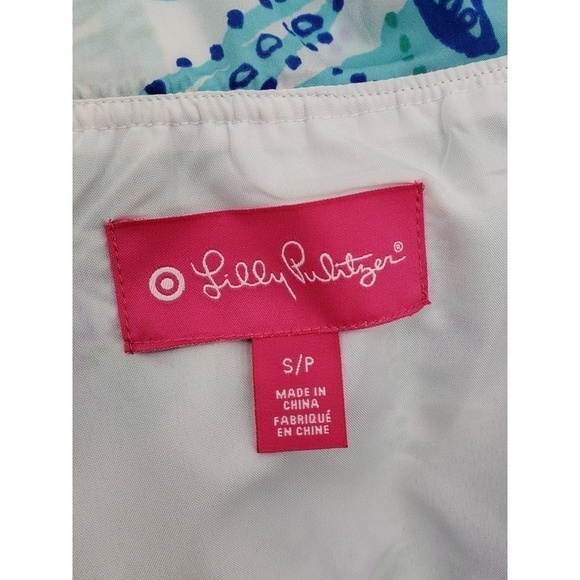 Lilly Pulitzer®
S/P
MADE IN
CHINA
FABRIQUÉ
EN CHINE